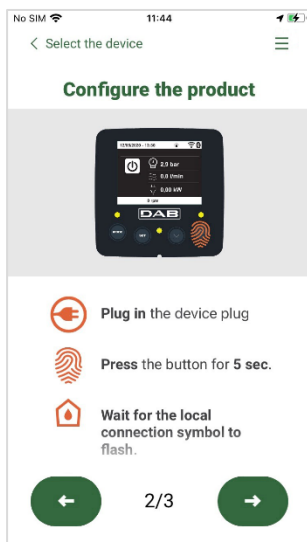 No SIM 11:44
Select the device
Configure the product
2,9 bar
0,0 l/min
0,00 kW
DAB
Plug in the device plug
Press the button for 5 sec.
Wait for the local
connection symbol to
flash.
2/3